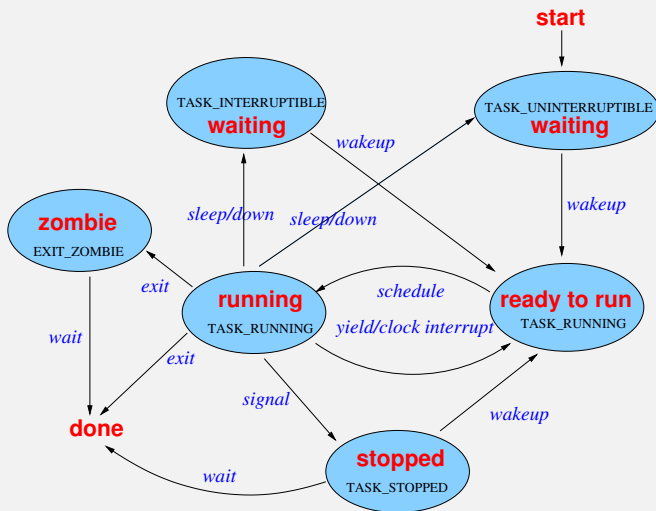 start
TASK_INTERRUPTIBLE
waiting
TASK_UNINTERRUPTIBLE
waiting
wakeup
sleep/down
sleep/down
wakeup
zombie
EXIT_ZOMBIE
exit
running
TASK_RUNNING
schedule
ready to run
TASK_RUNNING
yield/clock interrupt
wait
exit
signal
wakeup
done
stopped
TASK_STOPPED
wait